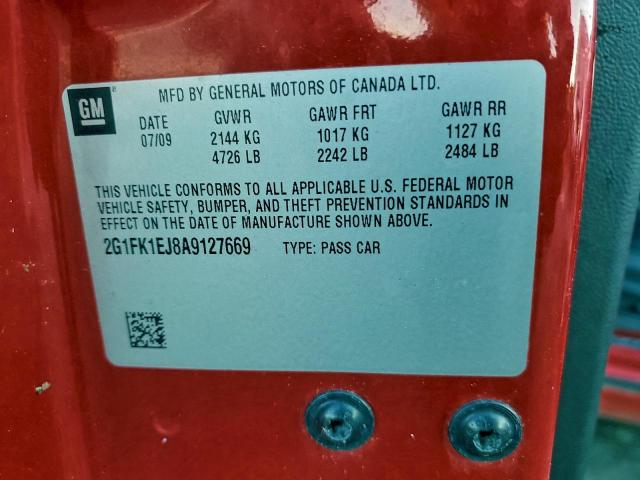 GM
MFD BY GENERAL MOTORS OF CANADA LTD.
DATE GVWR GAWR FRT GAWR RR
07/09 2144 KG 1017 KG 1127 KG
4726 LB 2242 LB 2484 LB
THIS VEHICLE CONFORMS TO ALL APPLICABLE U.S. FEDERAL MOTOR
VEHICLE SAFETY, BUMPER, AND THEFT PREVENTION STANDARDS IN
EFFECT ON THE DATE OF MANUFACTURE SHOWN ABOVE.
2G1FK1EJ8A9127669 TYPE: PASS CAR